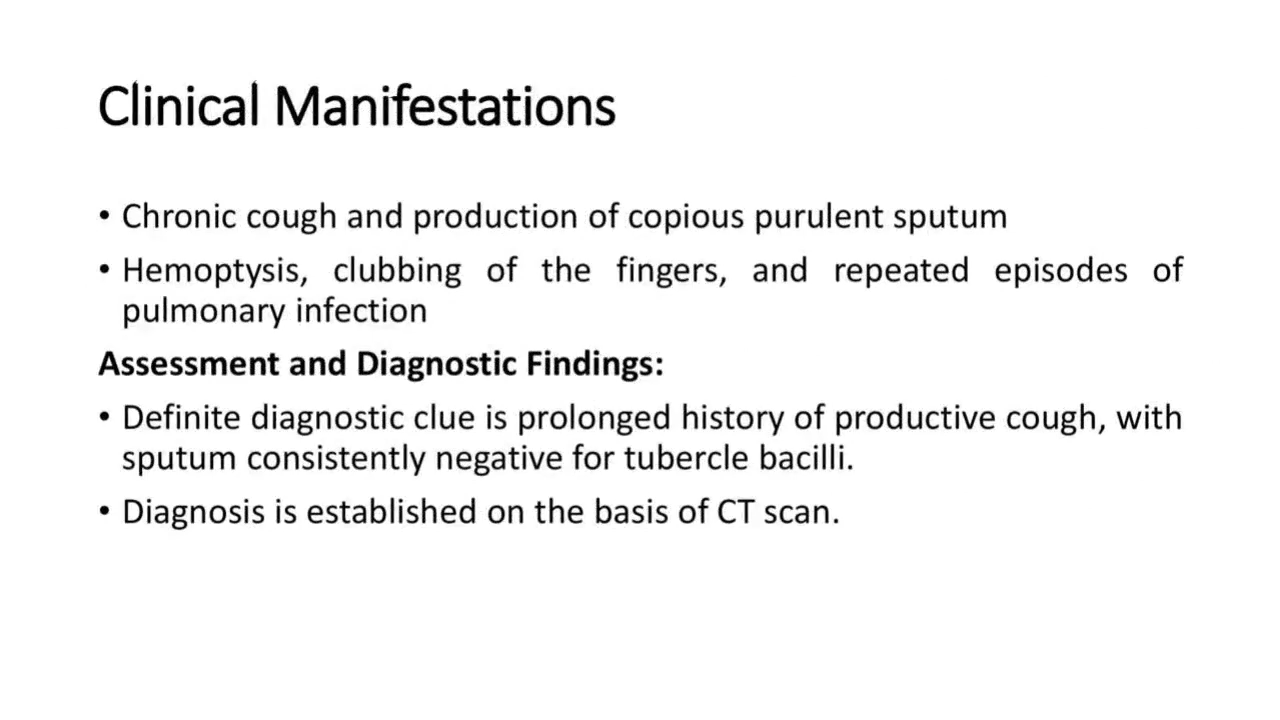 Clinical Manifestations
• Chronic cough and production of copious purulent sputum
• Hemoptysis, clubbing of the fingers, and repeated episodes of
pulmonary infection
Assessment and Diagnostic Findings:
• Definite diagnostic clue is prolonged history of productive cough, with
sputum consistently negative for tubercle bacilli.
• Diagnosis is established on the basis of CT scan.